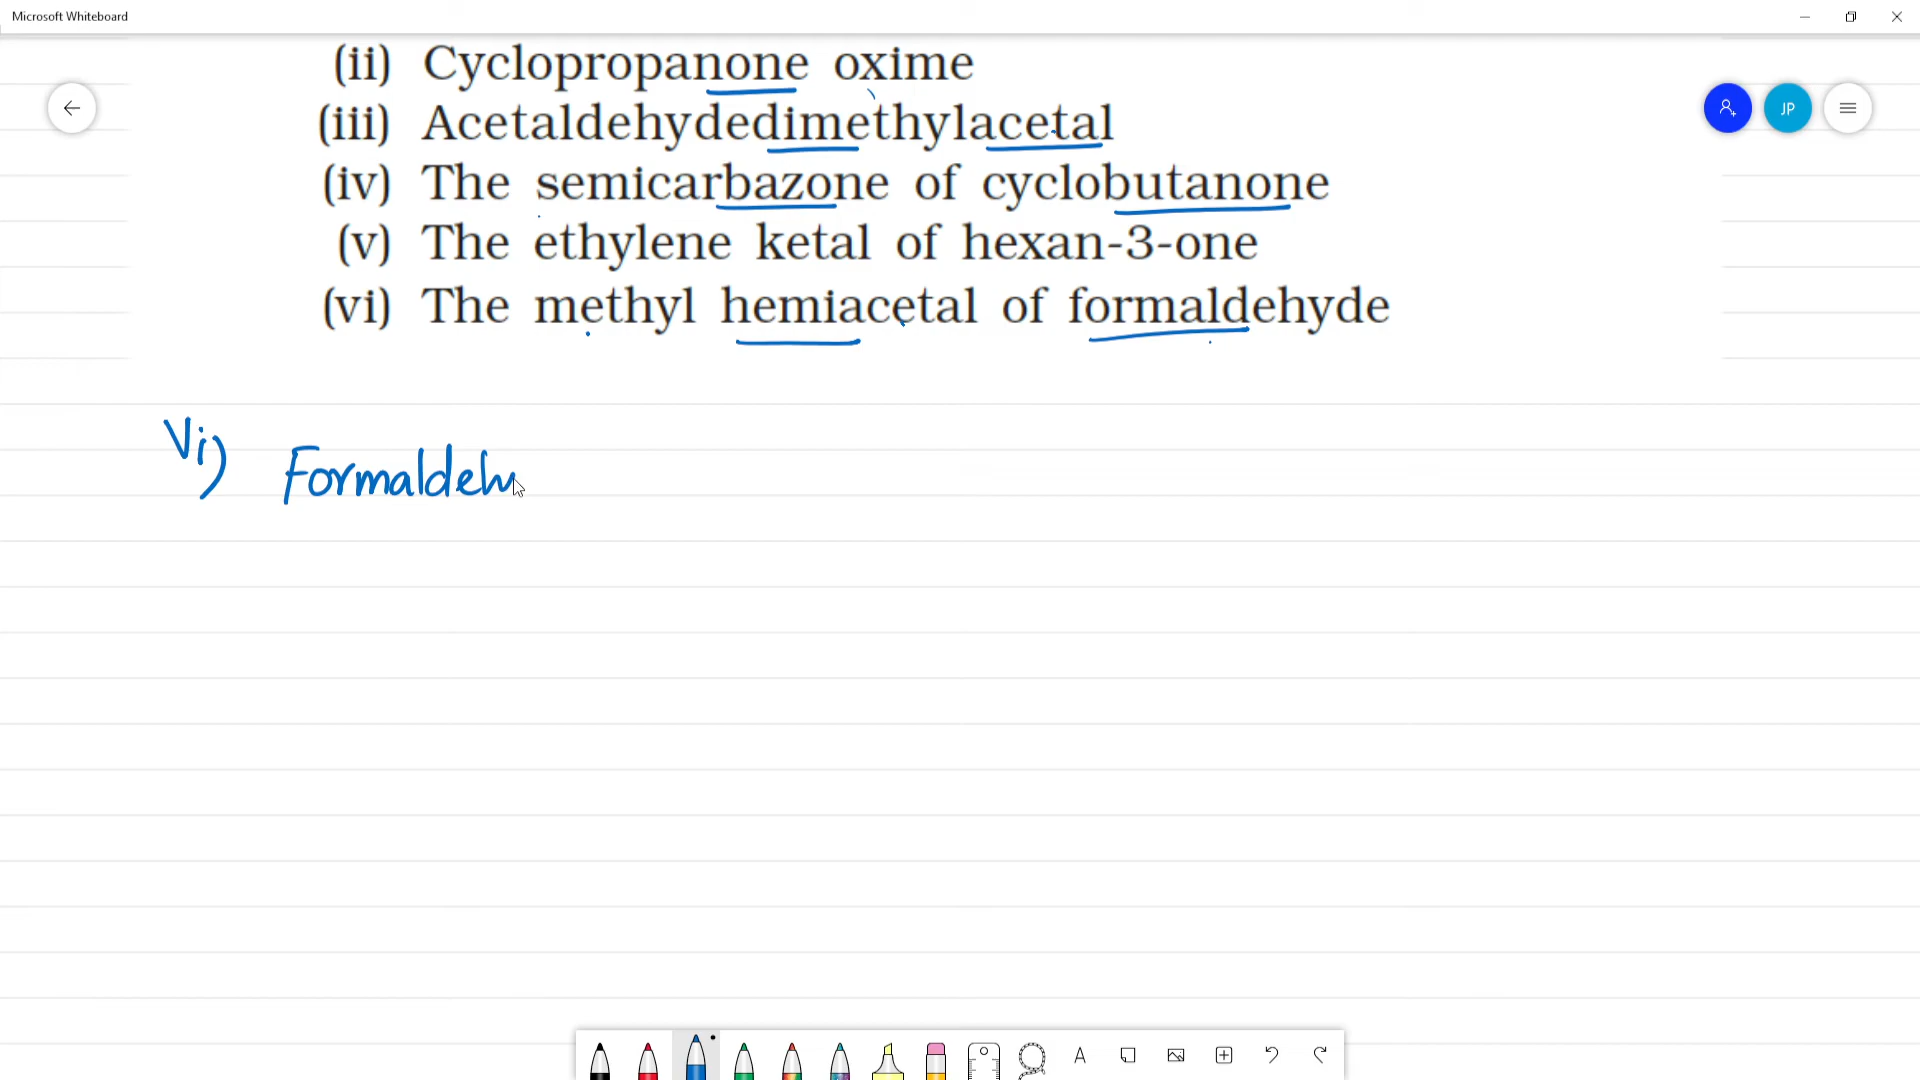 Microsoft Whiteboard
(ii) Cyclopropanone oxime
(iii) Acetaldehydedimethylacetal
JP
(iv) The semicarbazone of cyclobutanone
(v) The ethylene ketal of hexan-3-one
(vi) The methyl hemiacetal of formaldehyde
Vi) Formaldehy
A